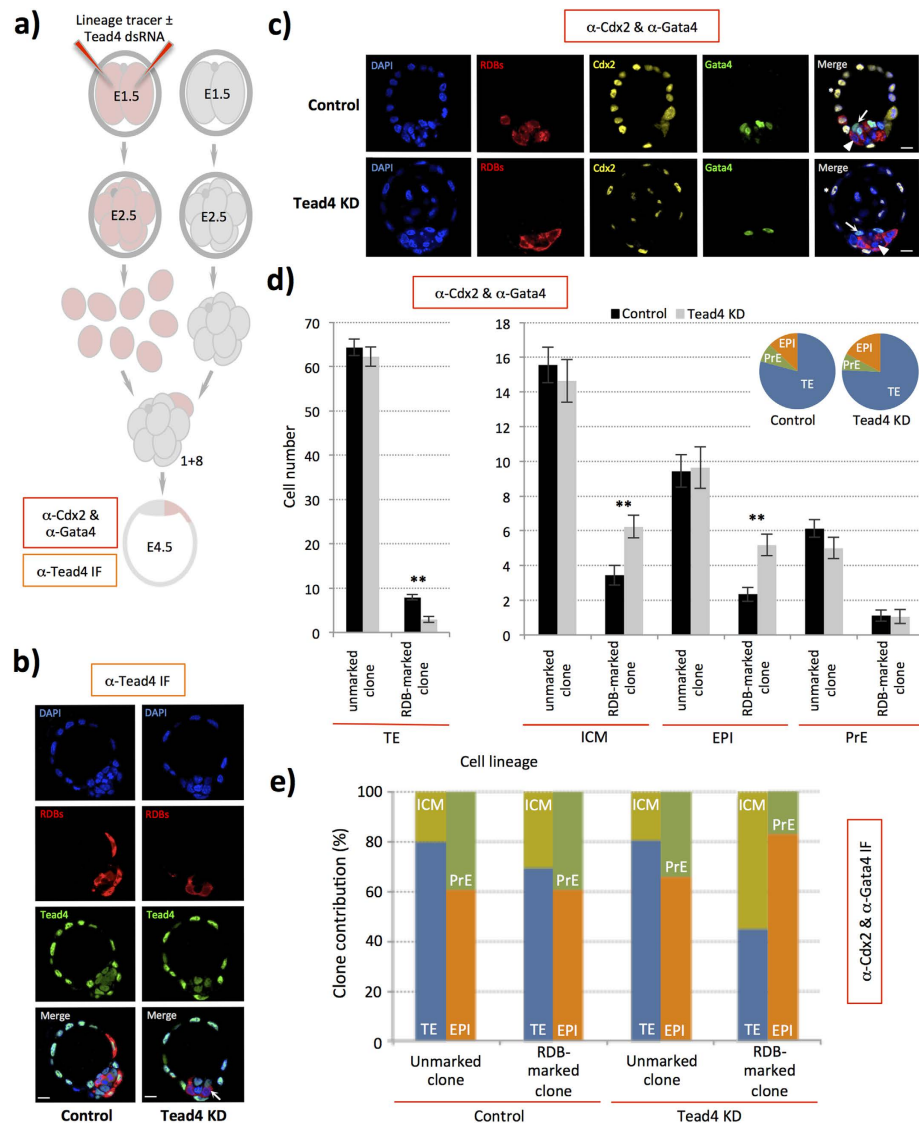 a)
Lineage tracer ±
Tead4 dsRNA
E1.5
E1.5
E2.5
E2.5
1+8
α-Cdx2 &
α-Gata4
α-Tead4 IF
E4.5
b)
α-Tead4 IF
DAPI
DAPI
RDBs
RDBs
Tead4
Tead4
Merge
Merge
Control
Tead4 KD
c)
α-Cdx2 & α-Gata4
DAPI
RDBs
Cdx2
Gata4
Merge
Control
DAPI
RDBs
Cdx2
Gata4
Merge
Tead4 KD
*
d)
α-Cdx2 & α-Gata4
Control
Tead4 KD
Cell number
70
60
50
40
30
20
10
0
**
unmarked
clone
RDB-marked
clone
TE
18
16
14
12
10
8
6
4
2
0
**
**
unmarked
clone
RDB-marked
clone
unmarked
clone
RDB-marked
clone
unmarked
clone
RDB-marked
clone
ICM
EPI
PrE
Cell lineage
EPI
PrE
TE
Control
EPI
PrE
TE
Tead4 KD
e)
Clone contribution (%)
100
80
60
40
20
0
ICM
PrE
TE
EPI
ICM
PrE
TE
EPI
ICM
PrE
TE
EPI
ICM
PrE
TE
EPI
Unmarked
clone
RDB-
marked
clone
Unmarked
clone
RDB-
marked
clone
Control
Tead4 KD
α-Cdx2 & α-Gata4 IF